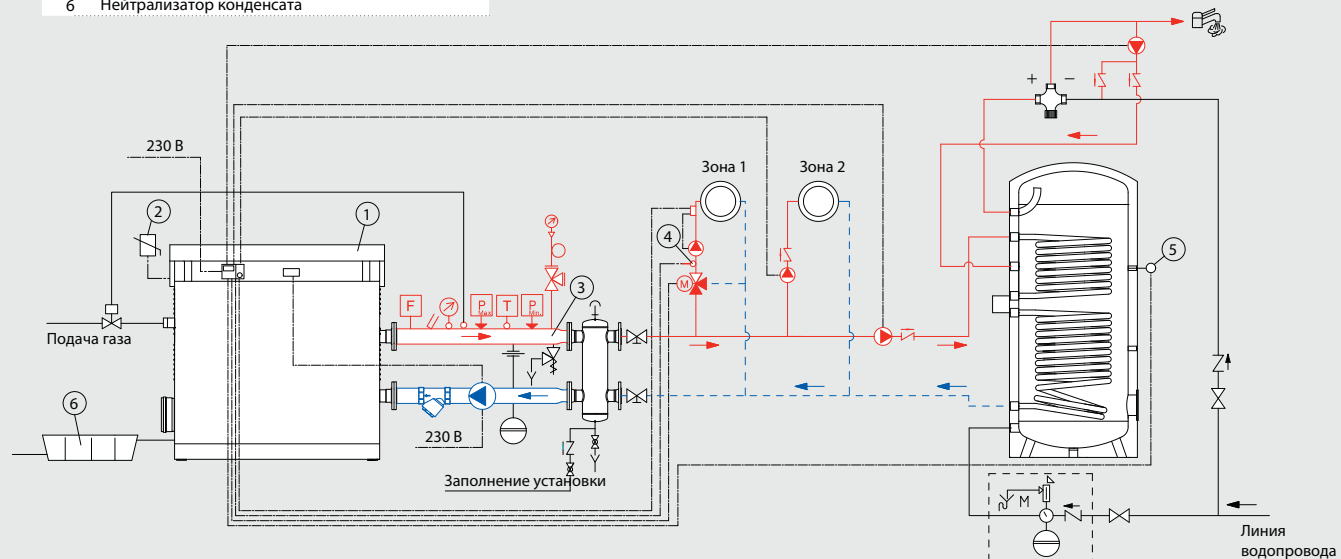 6 Нейтрализатор конденсата
+ −
230 В
Зона 1
Зона 2
2
1
4
5
M
3
F
P
Max.
T
P
Min.
Подача газа
6
230 В
Заполнение установки
M
Линия
водопровода